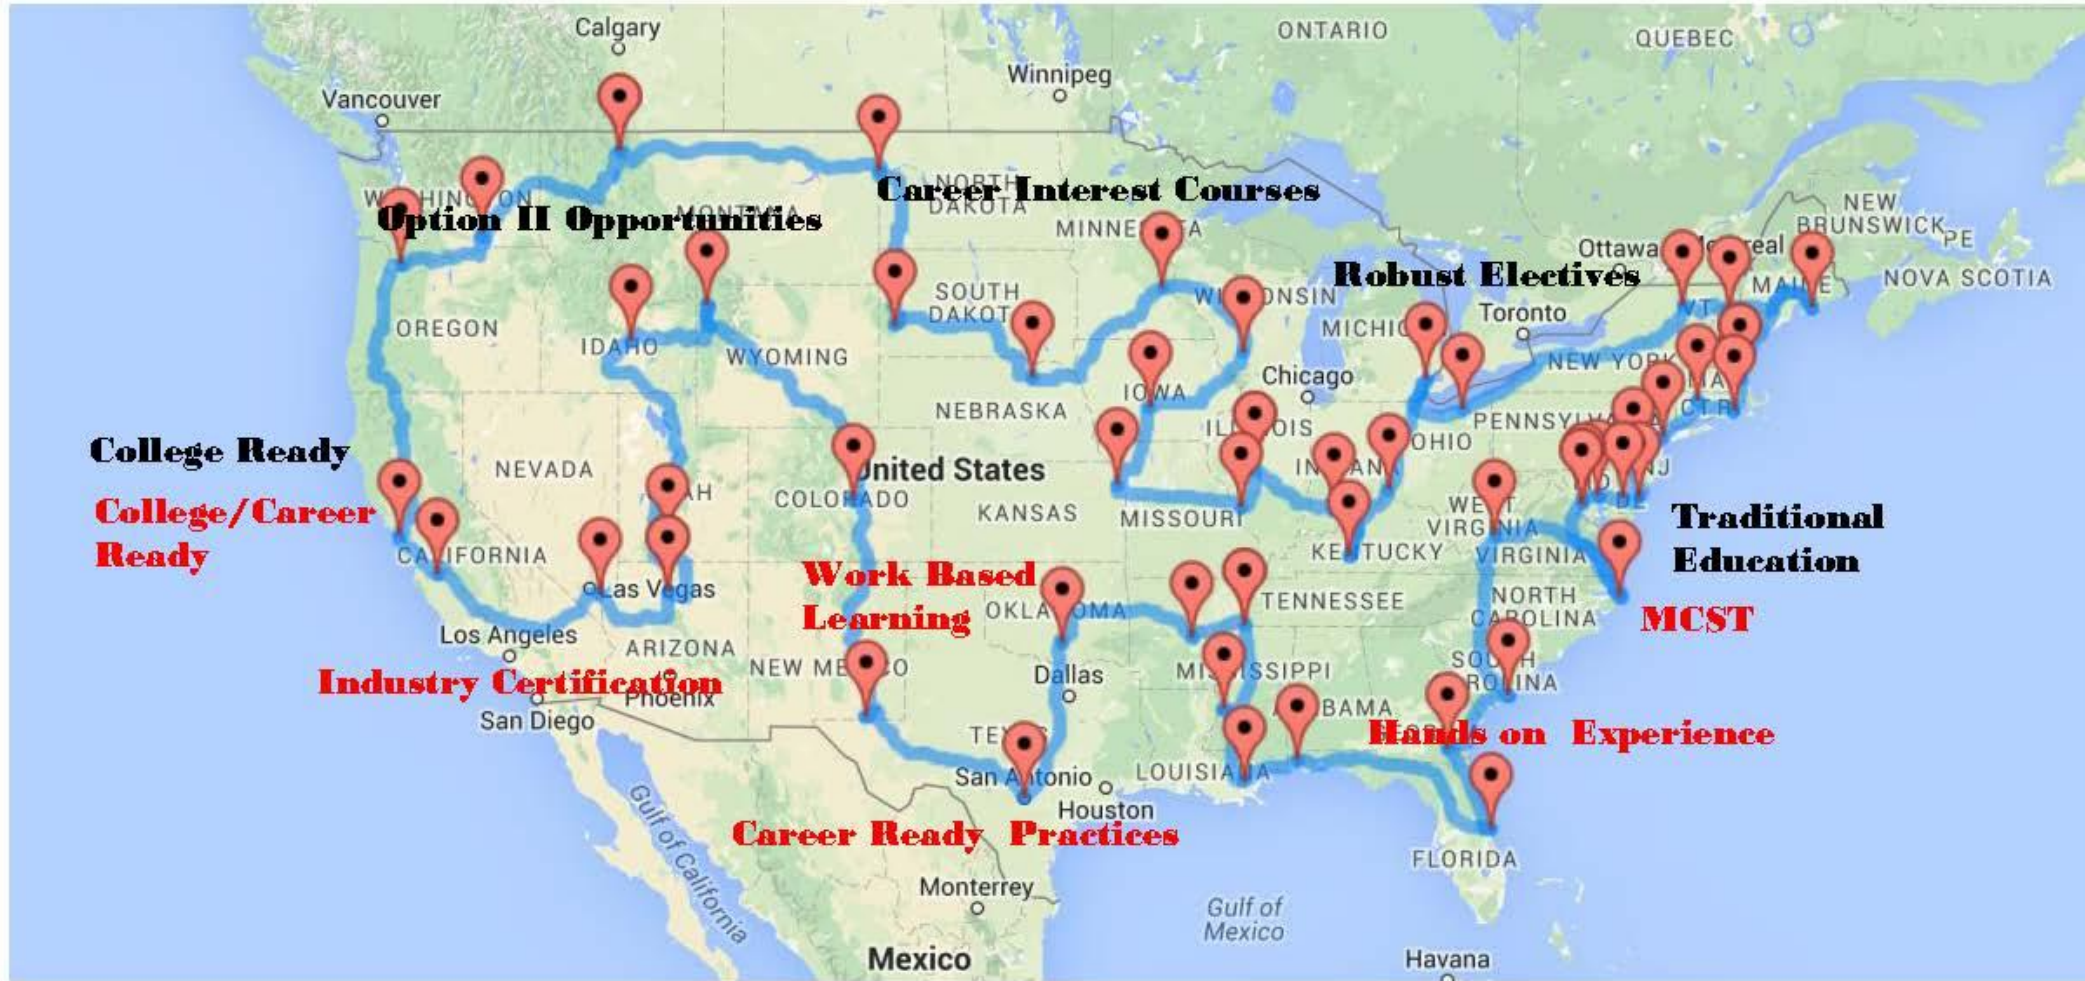 Calgary
ONTARIO
QUEBEC
Winnipeg
Vancouver
NORTH
DAKOTA
Career Interest Courses
Option II Opportunities
NEW
BRUNSWICK
PE
Ottawa
NOVA SCOTIA
Robust Electives
SOUTH
OREGON
IDAHO
WYOMING
Toronto
NEW YORK
Chicago
IOWA
NEBRASKA
OHIO
College Ready
NEVADA
United States
COLORADO
KANSAS
MISSOURI
NJ
DE
College/Career
Ready
CALIFORNIA
KENTUCKY
VIRGINIA
Traditional
Education
Las Vegas
Work Based
Learning
TENNESSEE
NORTH
CAROLINA
MCST
Los Angeles
ARIZONA
Industry Certification
Phoenix
San Diego
Dallas
Hands on Experience
San Antonio
Houston
Career Ready Practices
FLORIDA
Gulf of California
Monterrey
Gulf of
Mexico
Mexico
Havana